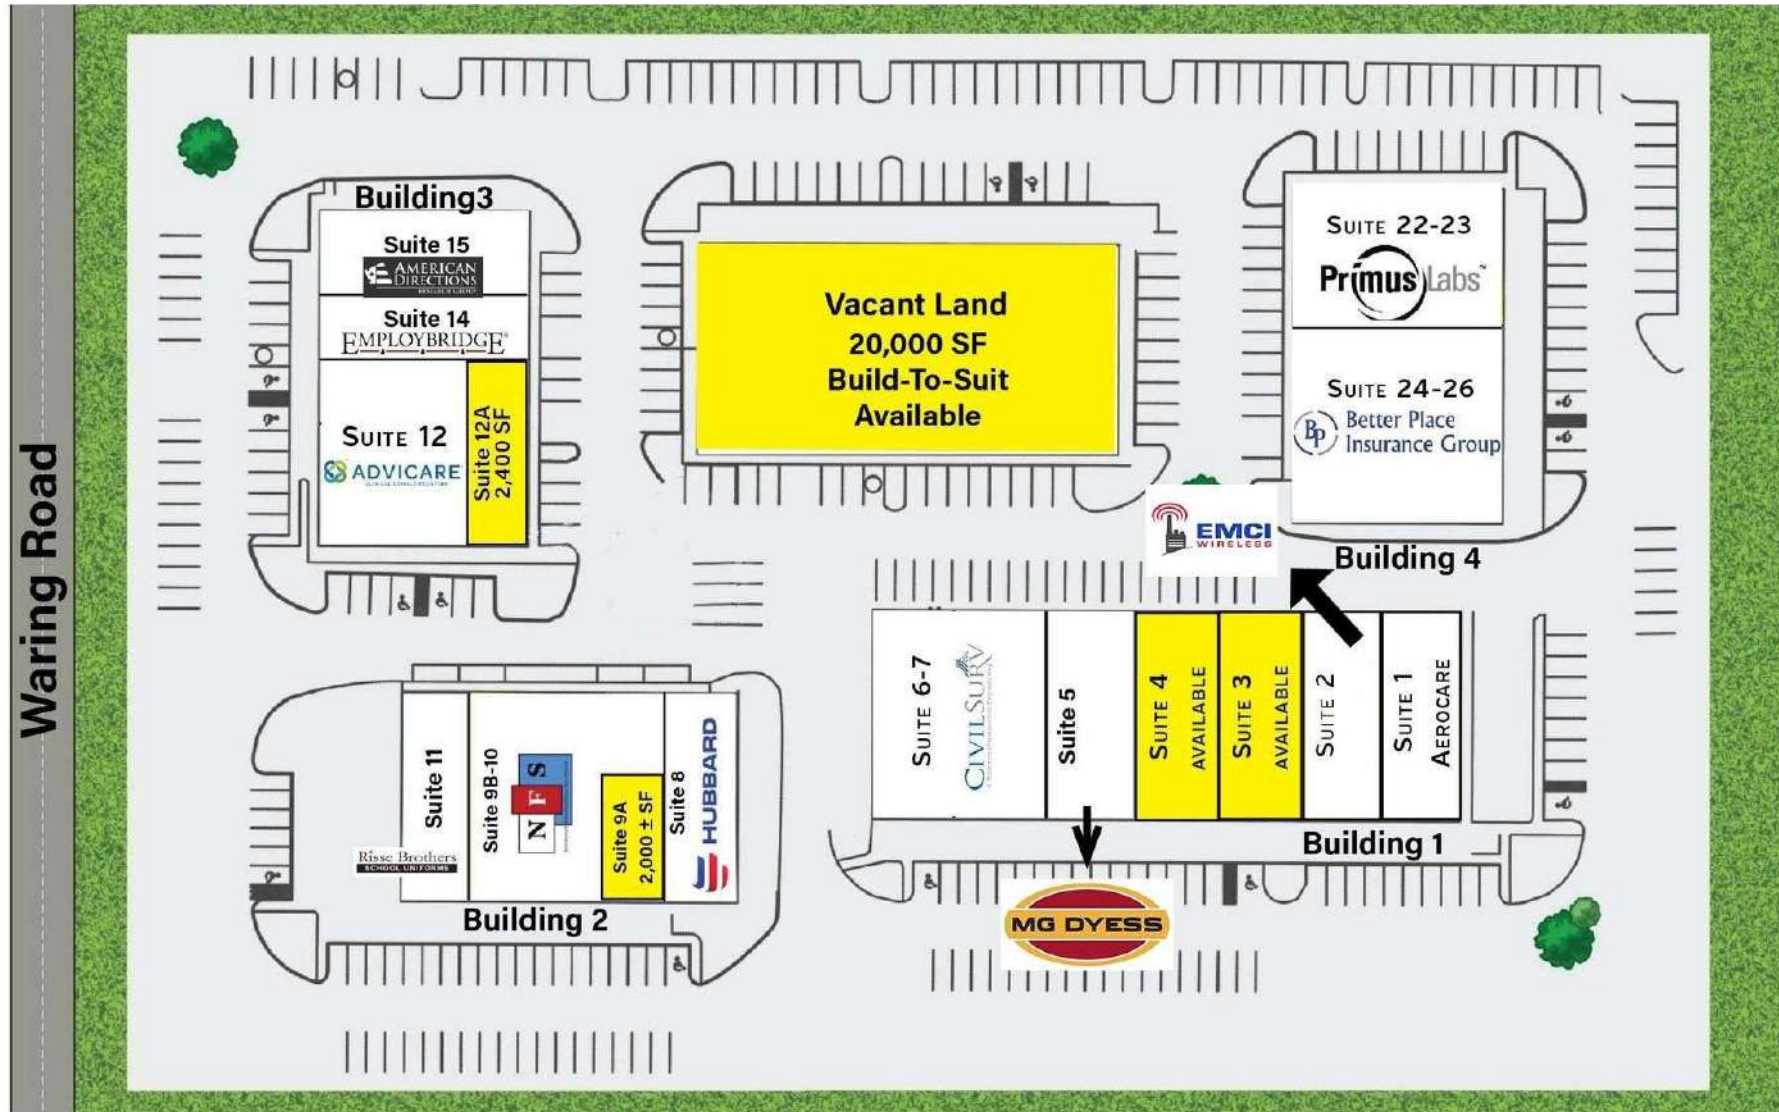 Waring Road
Building3
Suite 15
AMERICAN
DIRECTIONS
RESEARCH GROUP
Suite 14
EMPLOYBRIDGE
SUITE 12
ADVICARE
Suite 12A
2,400 SF
Vacant Land
20,000 SF
Build-To-Suit
Available
SUITE 22-23
PrimusLabs
SUITE 24-26
BP
Better Place
Insurance Group
Building 4
EMCI
WIRELESS
Suite 11
Risse Brothers
SCHOOL UNIFORMS
Suite 9B-10
N F S
Suite 9A
2,000 ± SF
Suite 8
HUBBARD
Building 2
SUITE 6-7
CIVILSURV
Suite 5
MG DYESS
SUITE 4
AVAILABLE
SUITE 3
AVAILABLE
SUITE 2
SUITE 1
AEROCARE
Building 1